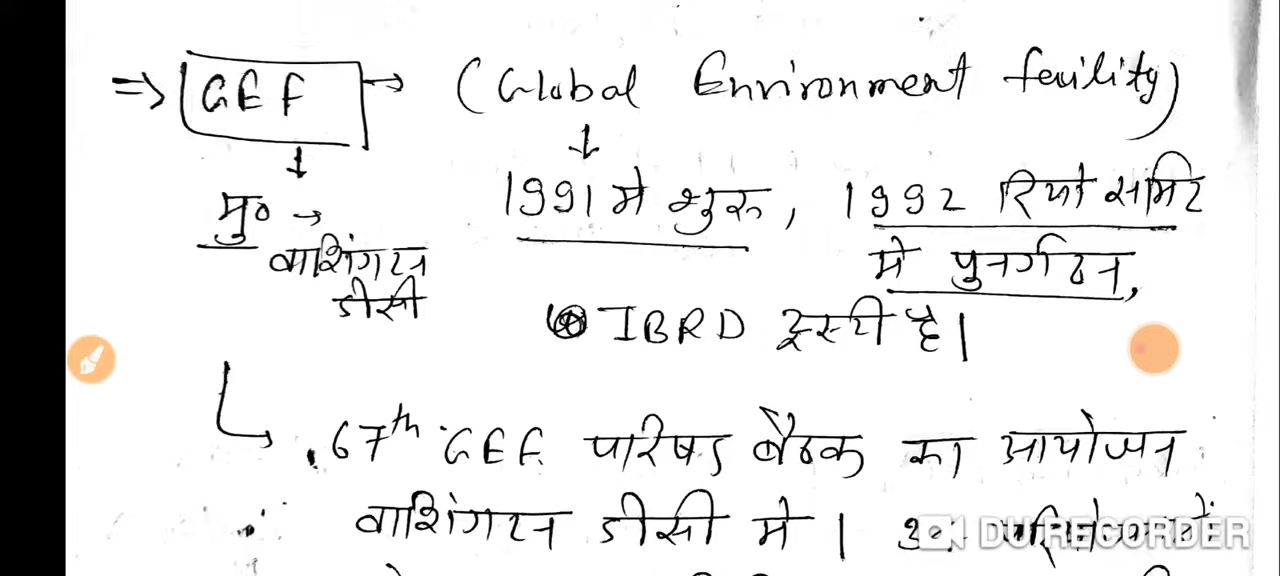 => GEF → (Global Environment fecility)
↓ ↓
मु० → 1991 मे शुरू, 1992 रियो समिट
वाशिंगटन डीसी मे पुनर्गठन,
IBRD ट्रस्टी है।
67th GEF परिषद बैठक का आयोजन
वाशिंगटन डीसी मे।
DU RECORDER